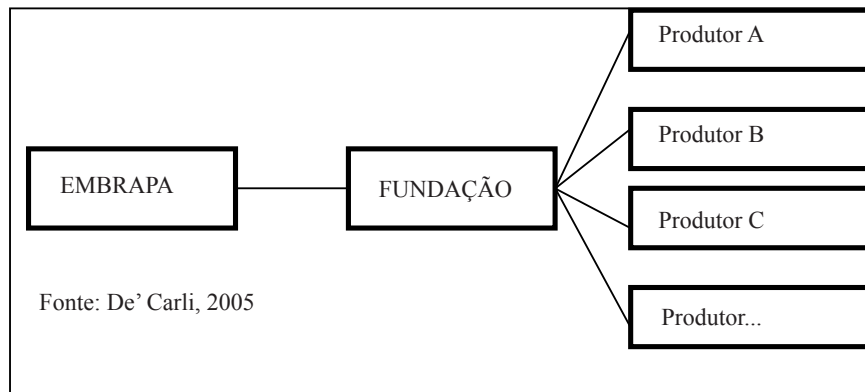 Produtor A
Produtor B
EMBRAPA
FUNDAÇÃO
Produtor C
Fonte: De’ Carli, 2005
Produtor...